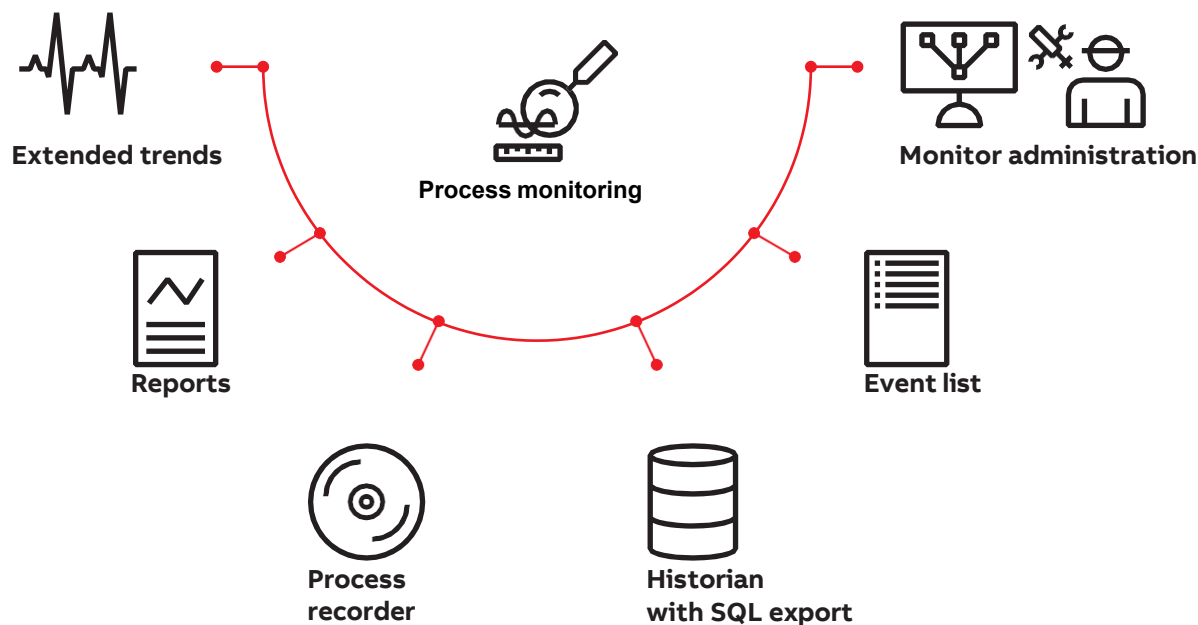 Extended trends
Process monitoring
Monitor administration
Reports
Event list
Process
recorder
Historian
with SQL export